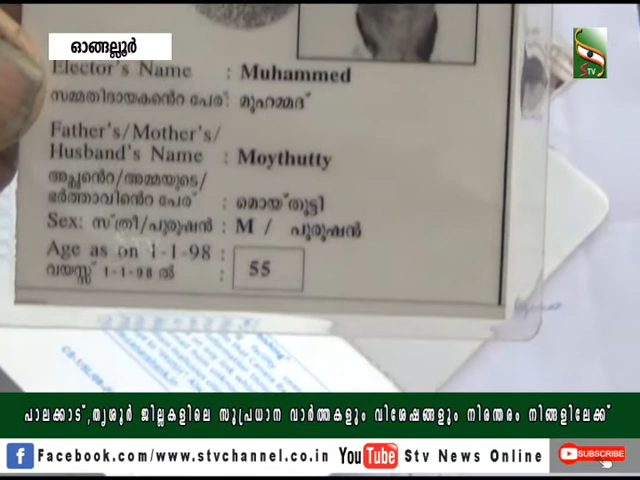 ഓങ്ങല്ലൂർ
STV
Elector's Name : Muhammed
സമ്മതിദായകന്റെ പേര് : മുഹമ്മദ്
Father's/Mother's/
Husband's Name : Moythutty
അച്ഛന്റെ/അമ്മയുടെ/
ഭർത്താവിന്റെ പേര് : മൊയ്തൂട്ടി
Sex: സ്ത്രീ/പുരുഷൻ : M / പുരുഷൻ
Age as on 1-1-98 :
വയസ്സ് 1-1-98 ൽ : 55
പാലക്കാട്,തൃശൂർ ജില്ലകളിലെ സുപ്രധാന വാർത്തകളും വിശേഷങ്ങളും നിരന്തരം നിങ്ങളിലേക്ക്
f Facebook.com/www.stvchannel.co.in YouTube Stv News Online SUBSCRIBE